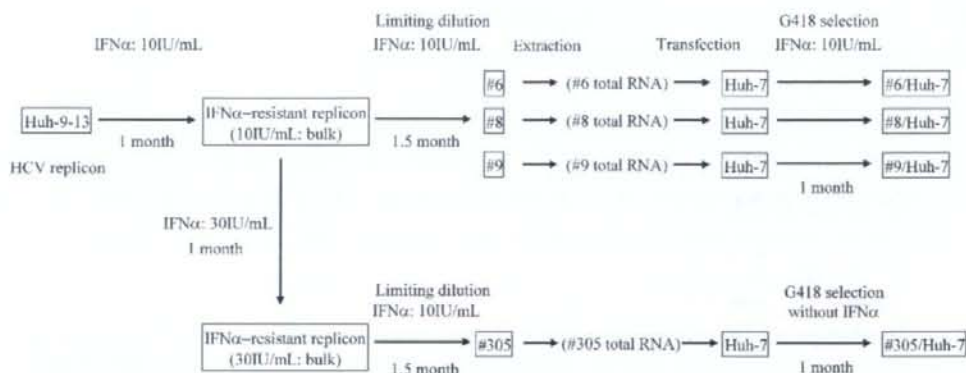 Limiting dilution
G418 selection
IFNα: 10IU/mL
IFNα: 10IU/mL
Extraction
Transfection
IFNα: 10IU/mL
#6
(#6 total RNA)
Huh-7
#6/Huh-7
Huh-9-13
IFNα-resistant replicon
(10IU/mL: bulk)
#8
(#8 total RNA)
Huh-7
#8/Huh-7
1 month
1.5 month
HCV replicon
#9
(#9 total RNA)
Huh-7
#9/Huh-7
1 month
IFNα: 30IU/mL
1 month
Limiting dilution
IFNα: 10IU/mL
G418 selection
without IFNα
IFNα-resistant replicon
(30IU/mL: bulk)
#305
(#305 total RNA)
Huh-7
#305/Huh-7
1.5 month
1 month